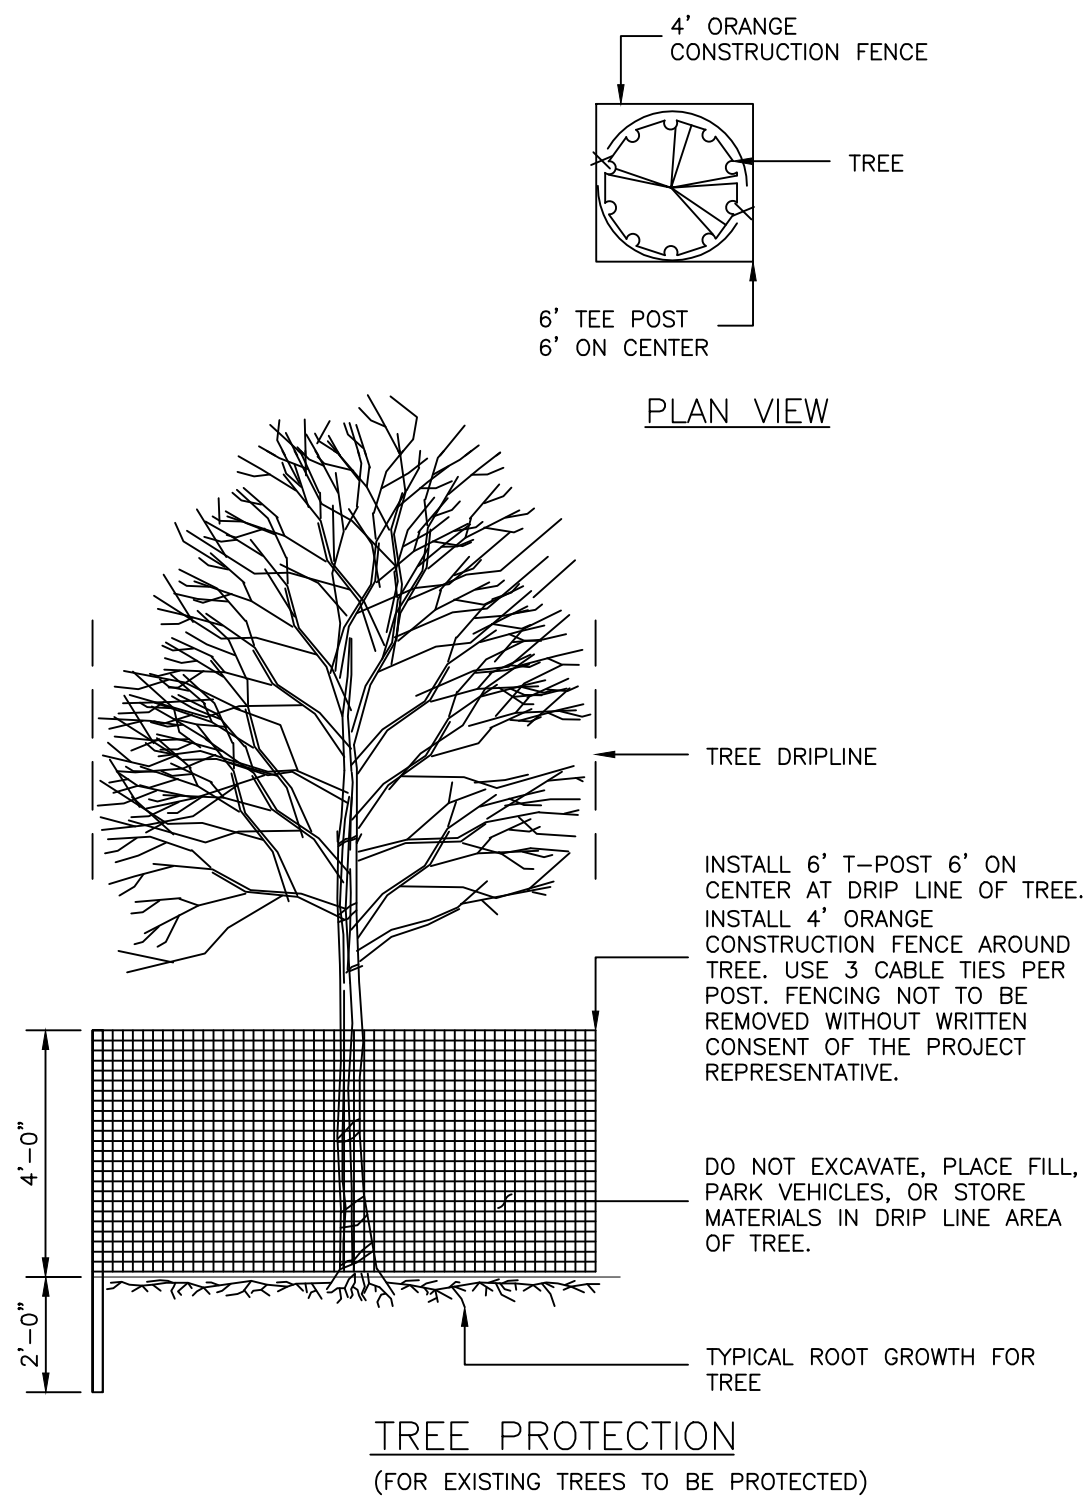 4' ORANGE
CONSTRUCTION FENCE
TREE
6' TEE POST
6' ON CENTER
PLAN VIEW
TREE DRIPLINE
INSTALL 6' T-POST 6' ON
CENTER AT DRIP LINE OF TREE.
INSTALL 4' ORANGE
CONSTRUCTION FENCE AROUND
TREE. USE 3 CABLE TIES PER
POST. FENCING NOT TO BE
REMOVED WITHOUT WRITTEN
CONSENT OF THE PROJECT
REPRESENTATIVE.
4'-0"
DO NOT EXCAVATE, PLACE FILL,
PARK VEHICLES, OR STORE
MATERIALS IN DRIP LINE AREA
OF TREE.
2'-0"
TYPICAL ROOT GROWTH FOR
TREE
TREE PROTECTION
(FOR EXISTING TREES TO BE PROTECTED)